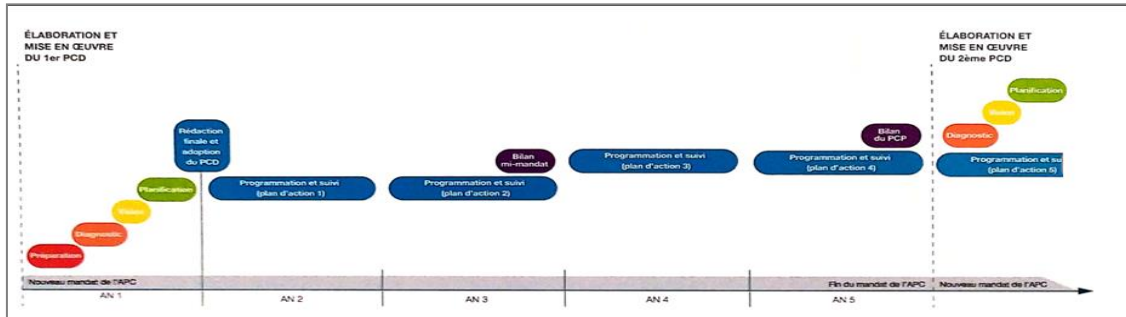 ÉLABORATION ET
MISE EN ŒUVRE
DU 1er PCD
ÉLABORATION ET
MISE EN ŒUVRE
DU 2ème PCD
Planification
Vision
Diagnostic
Rédaction
finale et
adoption
du PCD
Bilan
mi-mandat
Bilan
du PCP
Programmation et suivi
(plan d'action 1)
Programmation et suivi
(plan d'action 2)
Programmation et suivi
(plan d'action 3)
Programmation et suivi
(plan d'action 4)
Programmation et su
(plan d'action 5)
Planification
Vision
Diagnostic
Préparation
Nouveau mandat de l'APC
Fin du mandat de l'APC
Nouveau mandat de l'APC
AN 1
AN 2
AN 3
AN 4
AN 5